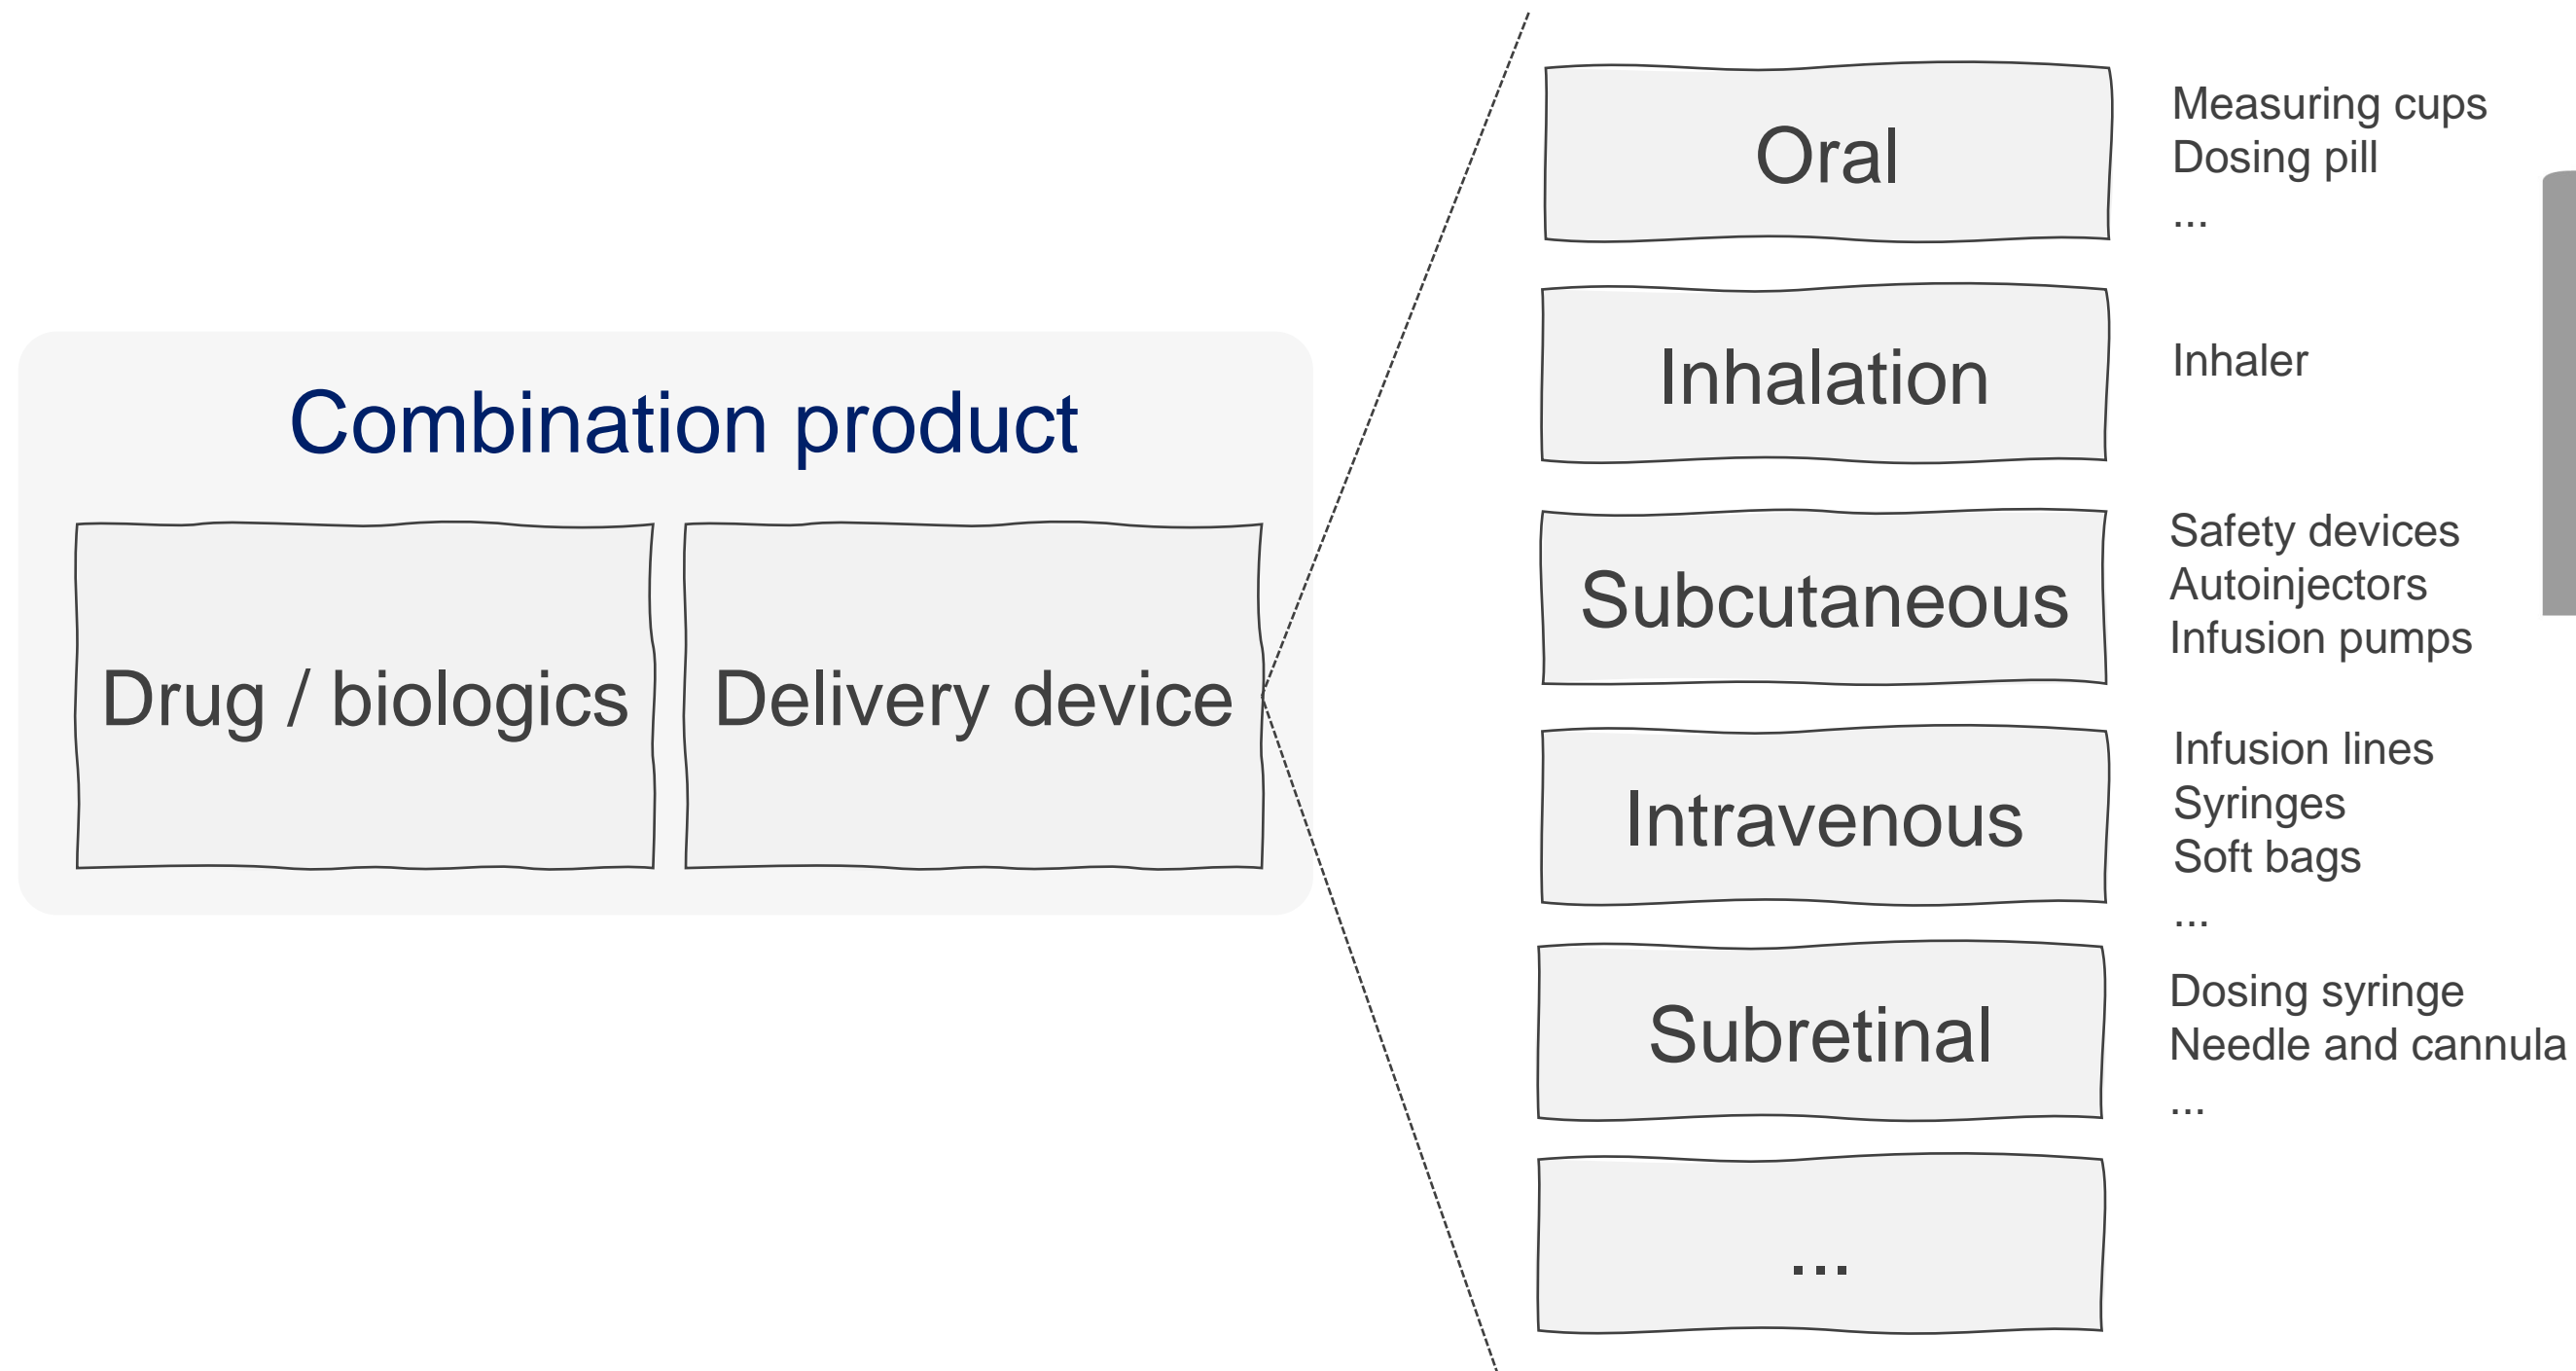 Combination product
Drug / biologics
Delivery device
Oral
Measuring cups
Dosing pill
...
Inhalation
Inhaler
Subcutaneous
Safety devices
Autoinjectors
Infusion pumps
Intravenous
Infusion lines
Syringes
Soft bags
...
Subretinal
Dosing syringe
Needle and cannula
...
...